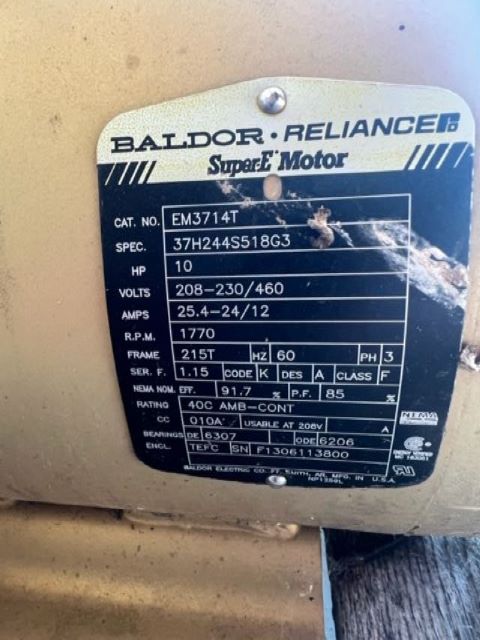 BALDOR · RELIANCE
SuperE Motor
CAT. NO. EM3714T
SPEC. 37H244S518G3
HP 10
VOLTS 208-230/460
AMPS 25.4-24/12
R.P.M. 1770
FRAME 215T HZ 60 PH 3
SER. F. 1.15 CODE K DES A CLASS F
NEMA NOM. EFF. 91.7 % P.F. 85 %
RATING 40C AMB-CONT
CC 010A USABLE AT 208V A
BEARINGS DE 6307 ODE 6206
ENCL. TEFC SN F1306113800
BALDOR ELECTRIC CO. FT. SMITH, AR. MFG. IN U.S.A.
NEMA